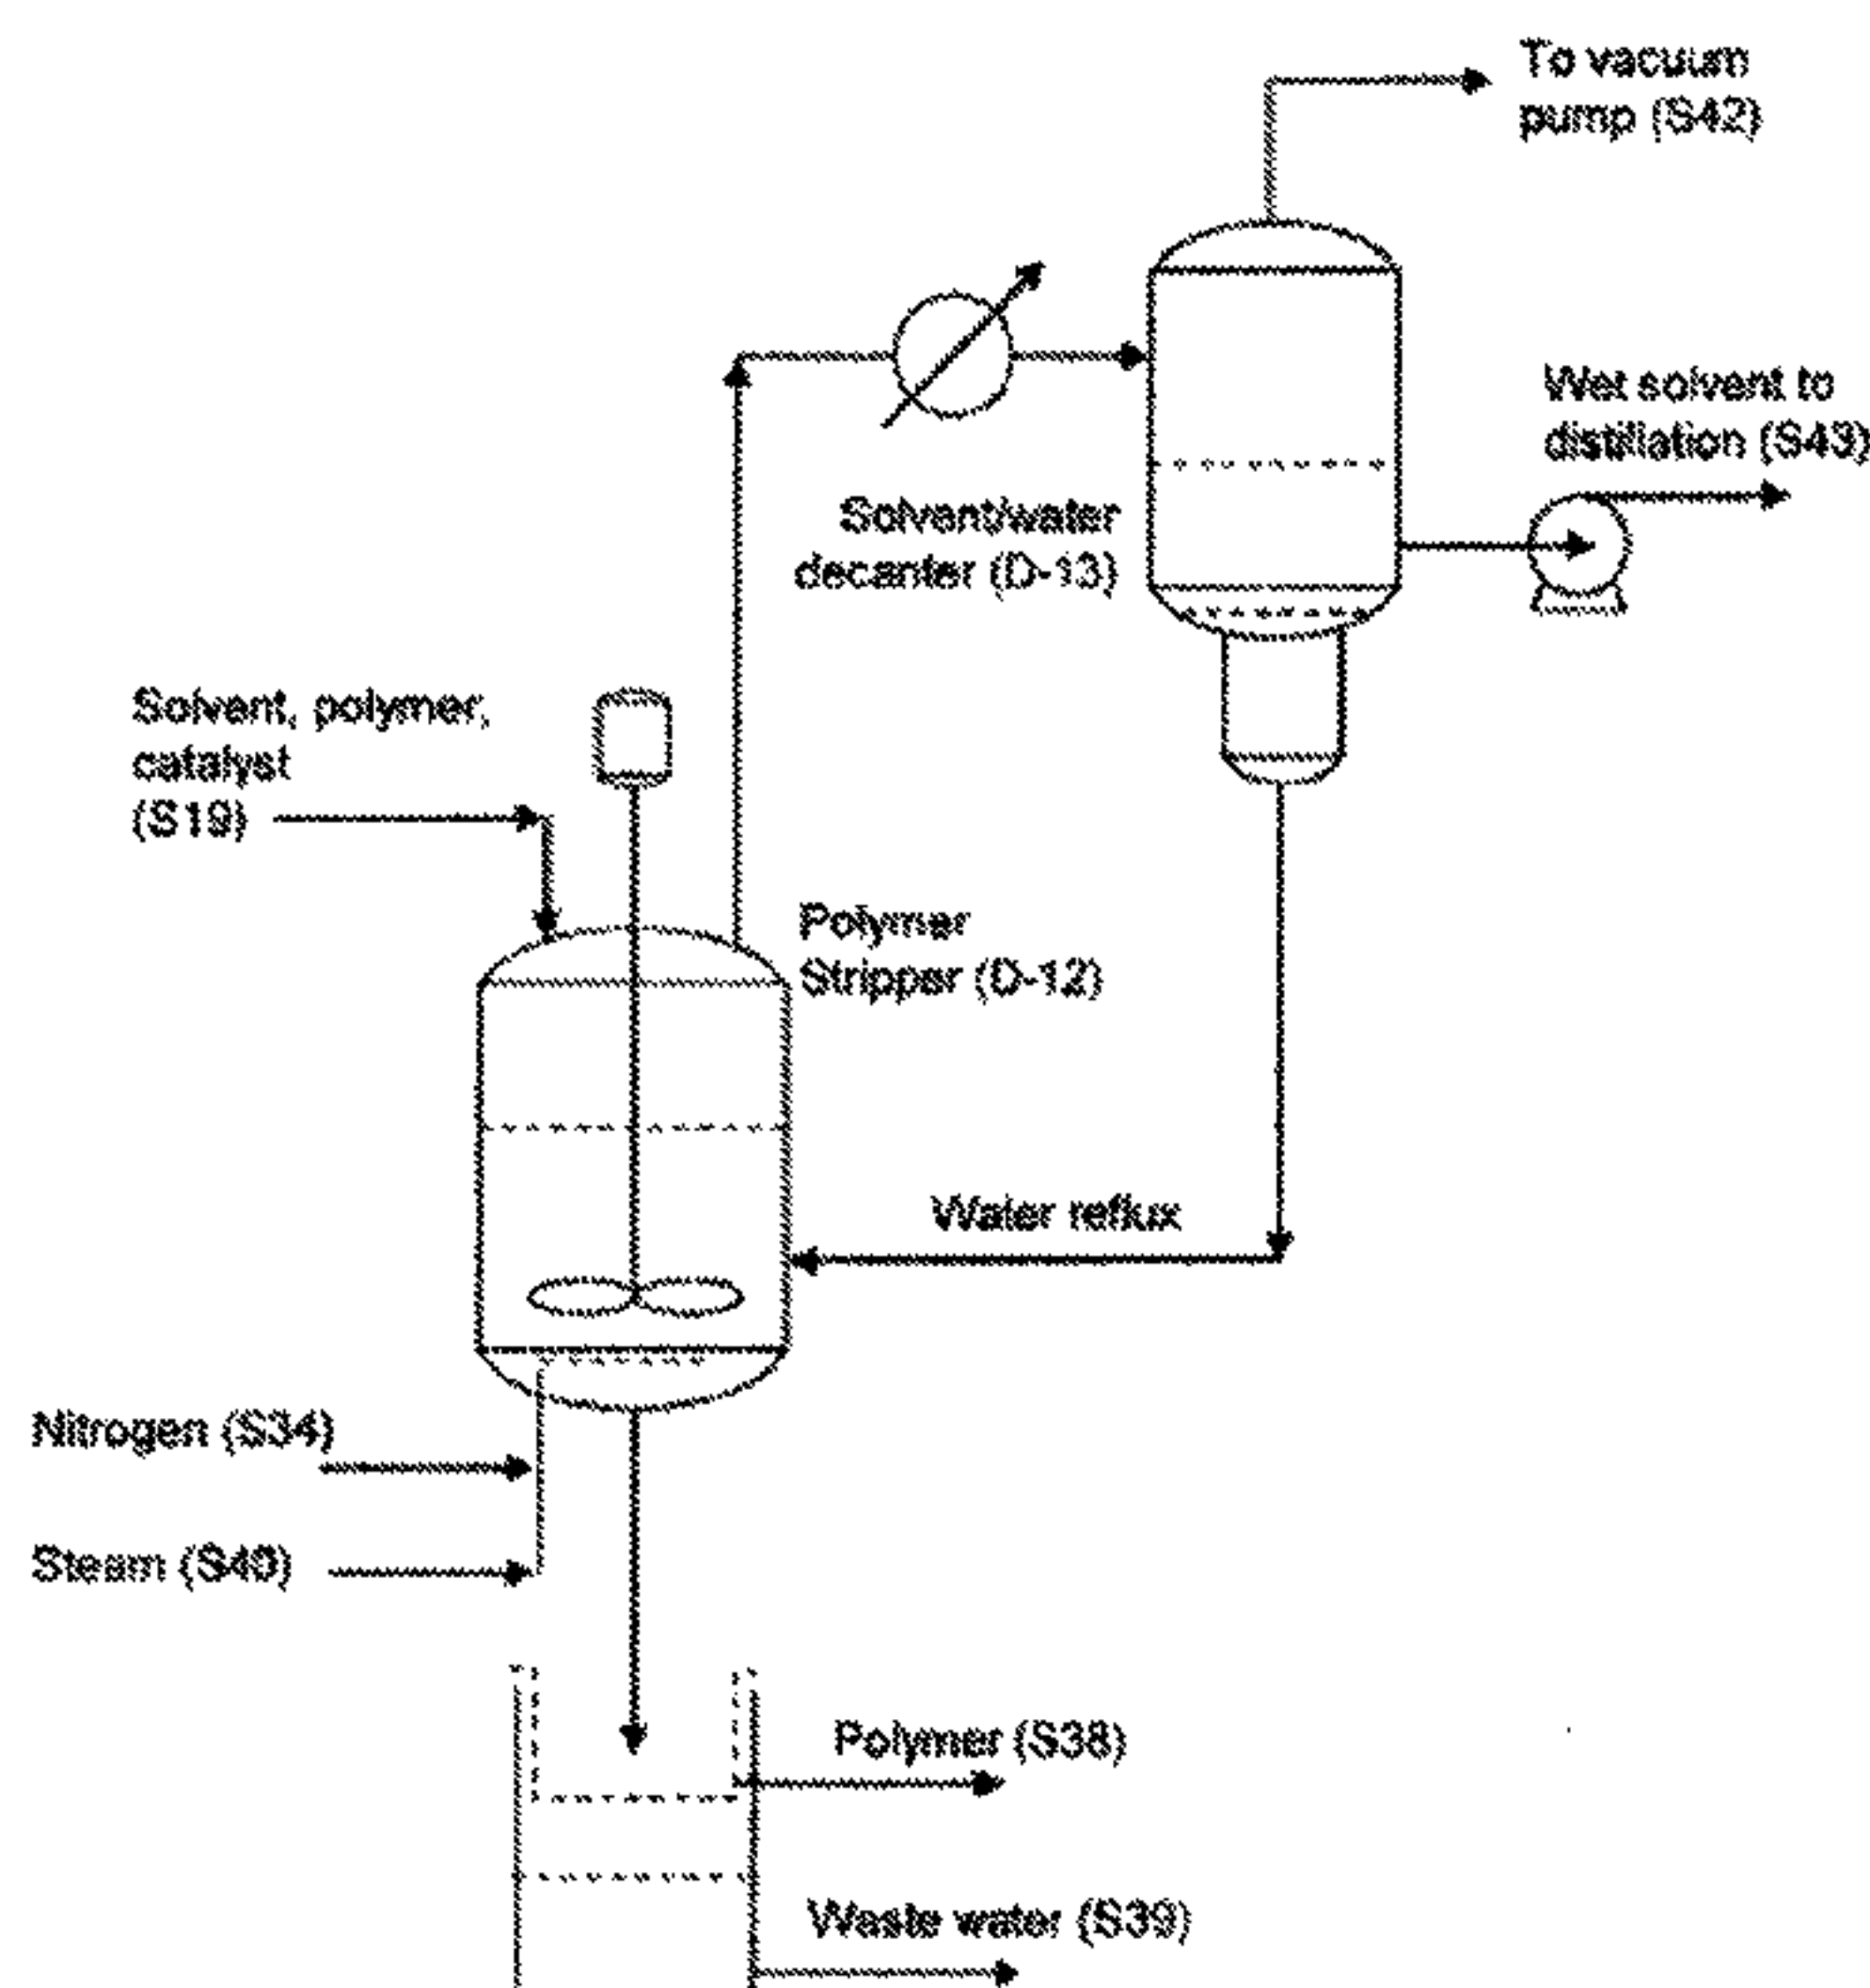 To vacuum
pump (S42)
Wet solvent to
distillation (S43)
Solvent/water
decanter (D-13)
Solvent, polymer,
catalyst
(S19)
Polymer
Stripper (D-12)
Water reflux
Nitrogen (S34)
Steam (S40)
Polymer (S38)
Waste water (S39)